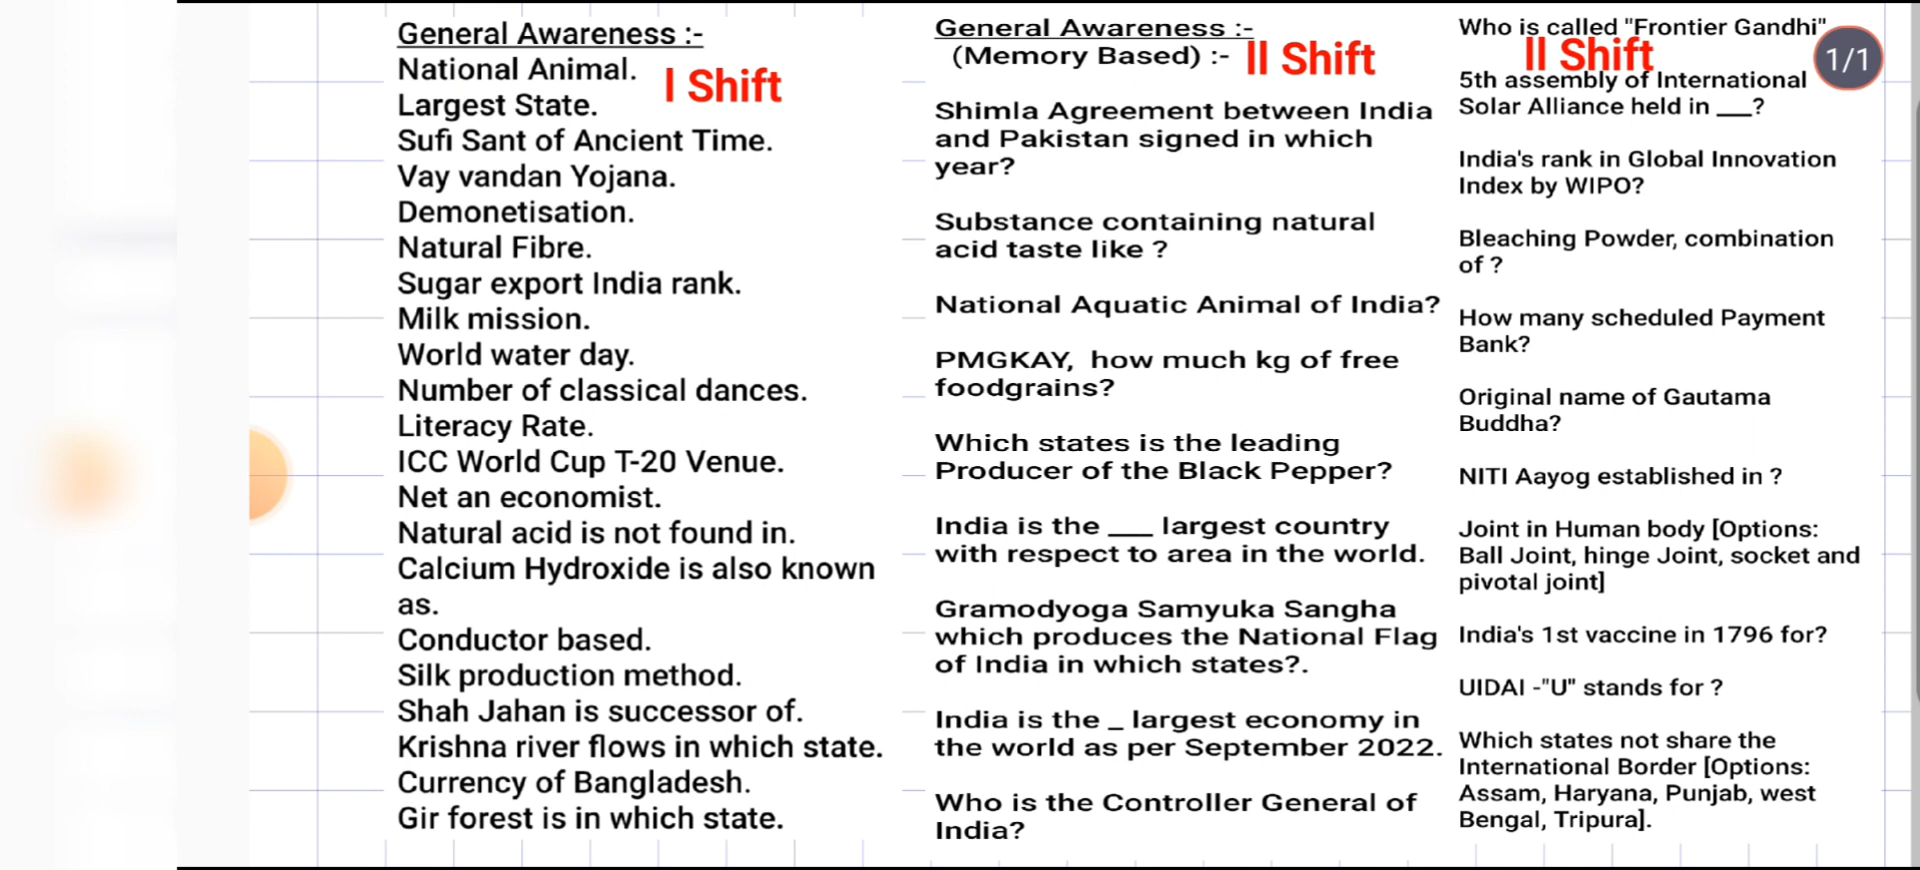 General Awareness :-
I Shift
National Animal.
Largest State.
Sufi Sant of Ancient Time.
Vay vandan Yojana.
Demonetisation.
Natural Fibre.
Sugar export India rank.
Milk mission.
World water day.
Number of classical dances.
Literacy Rate.
ICC World Cup T-20 Venue.
Net an economist.
Natural acid is not found in.
Calcium Hydroxide is also known
as.
Conductor based.
Silk production method.
Shah Jahan is successor of.
Krishna river flows in which state.
Currency of Bangladesh.
Gir forest is in which state.
General Awareness :-
(Memory Based) :-
II Shift
Shimla Agreement between India
and Pakistan signed in which
year?
Substance containing natural
acid taste like ?
National Aquatic Animal of India?
PMGKAY, how much kg of free
foodgrains?
Which states is the leading
Producer of the Black Pepper?
India is the ___ largest country
with respect to area in the world.
Gramodyoga Samyuka Sangha
which produces the National Flag
of India in which states?.
India is the _ largest economy in
the world as per September 2022.
Who is the Controller General of
India?
Who is called "Frontier Gandhi"
II Shift
1/1
5th assembly of International
Solar Alliance held in ___?
India's rank in Global Innovation
Index by WIPO?
Bleaching Powder, combination
of ?
How many scheduled Payment
Bank?
Original name of Gautama
Buddha?
NITI Aayog established in ?
Joint in Human body [Options:
Ball Joint, hinge Joint, socket and
pivotal joint]
India's 1st vaccine in 1796 for?
UIDAI -"U" stands for ?
Which states not share the
International Border [Options:
Assam, Haryana, Punjab, west
Bengal, Tripura].